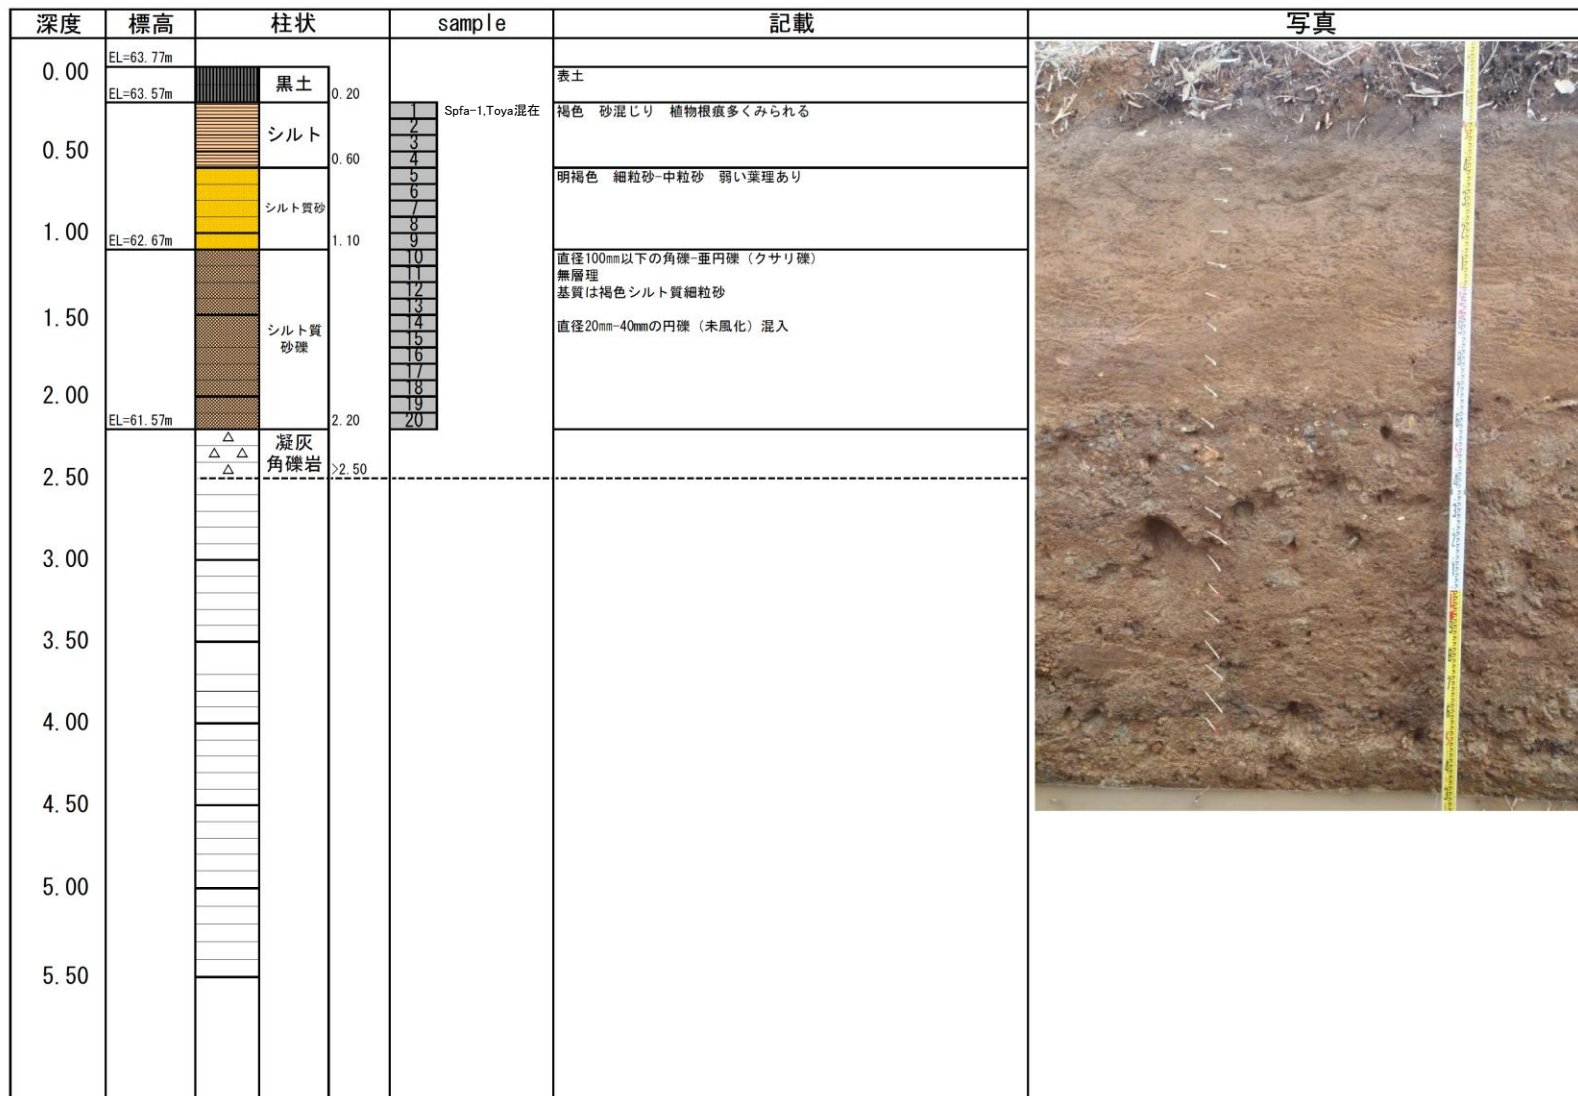 深度 標高 柱状 sample 記載 写真
EL=63.77m
0.00 黒土 表土
EL=63.57m 0.20
1 Spfa-1,Toya混在 褐色 砂混じり 植物根痕多くみられる
2
シルト
3
0.50
4
0.60
5 明褐色 細粒砂-中粒砂 弱い葉理あり
6
シルト質砂 7
8
1.00
EL=62.67m 1.10 9
10 直径100mm以下の角礫-亜円礫（クサリ礫）
11 無層理
12 基質は褐色シルト質細粒砂
13
1.50 14 直径20mm-40mmの円礫（未風化）混入
シルト質
砂礫
15
16
17
18
2.00
19
EL=61.57m 2.20 20
凝灰
角礫岩
>2.50
2.50
3.00
3.50
4.00
4.50
5.00
5.50